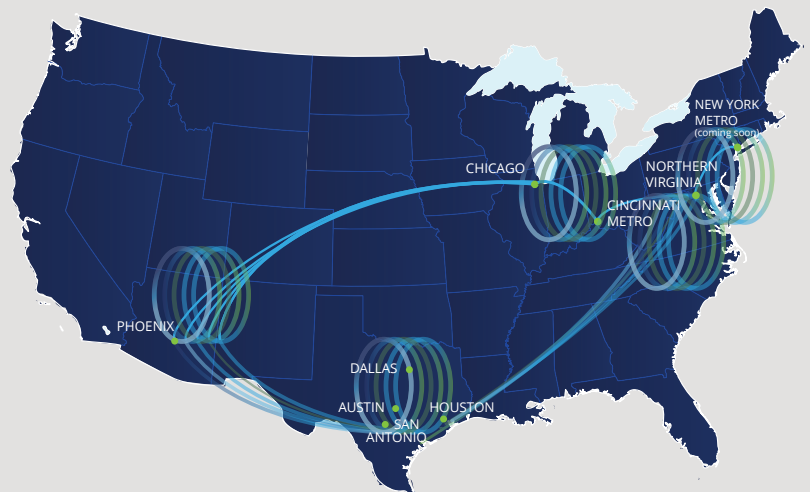 NEW YORK
METRO
(coming soon)
CHICAGO
NORTHERN
VIRGINIA
CINCINNATI
METRO
PHOENIX
DALLAS
AUSTIN
HOUSTON
SAN
ANTONIO